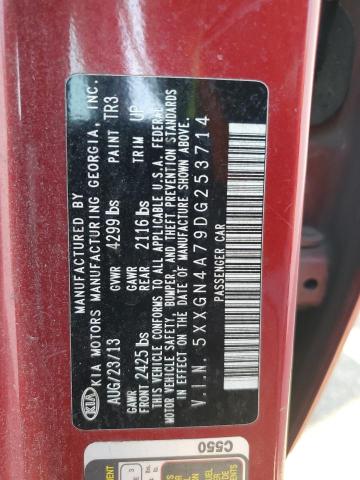 MANUFACTURED BY
KIA MOTORS MANUFACTURING GEORGIA, INC.
KIA
AUG/23/13 GVWR 4299 lbs PAINT TR3
GAWR FRONT 2425 lbs GAWR REAR 2116 lbs TRIM UP
THIS VEHICLE CONFORMS TO ALL APPLICABLE U.S.A. FEDERAL
MOTOR VEHICLE SAFETY, BUMPER, AND THEFT PREVENTION STANDARDS
IN EFFECT ON THE DATE OF MANUFACTURE SHOWN ABOVE.
V.I.N. 5XXGN4A79DG253714
PASSENGER CAR
C550